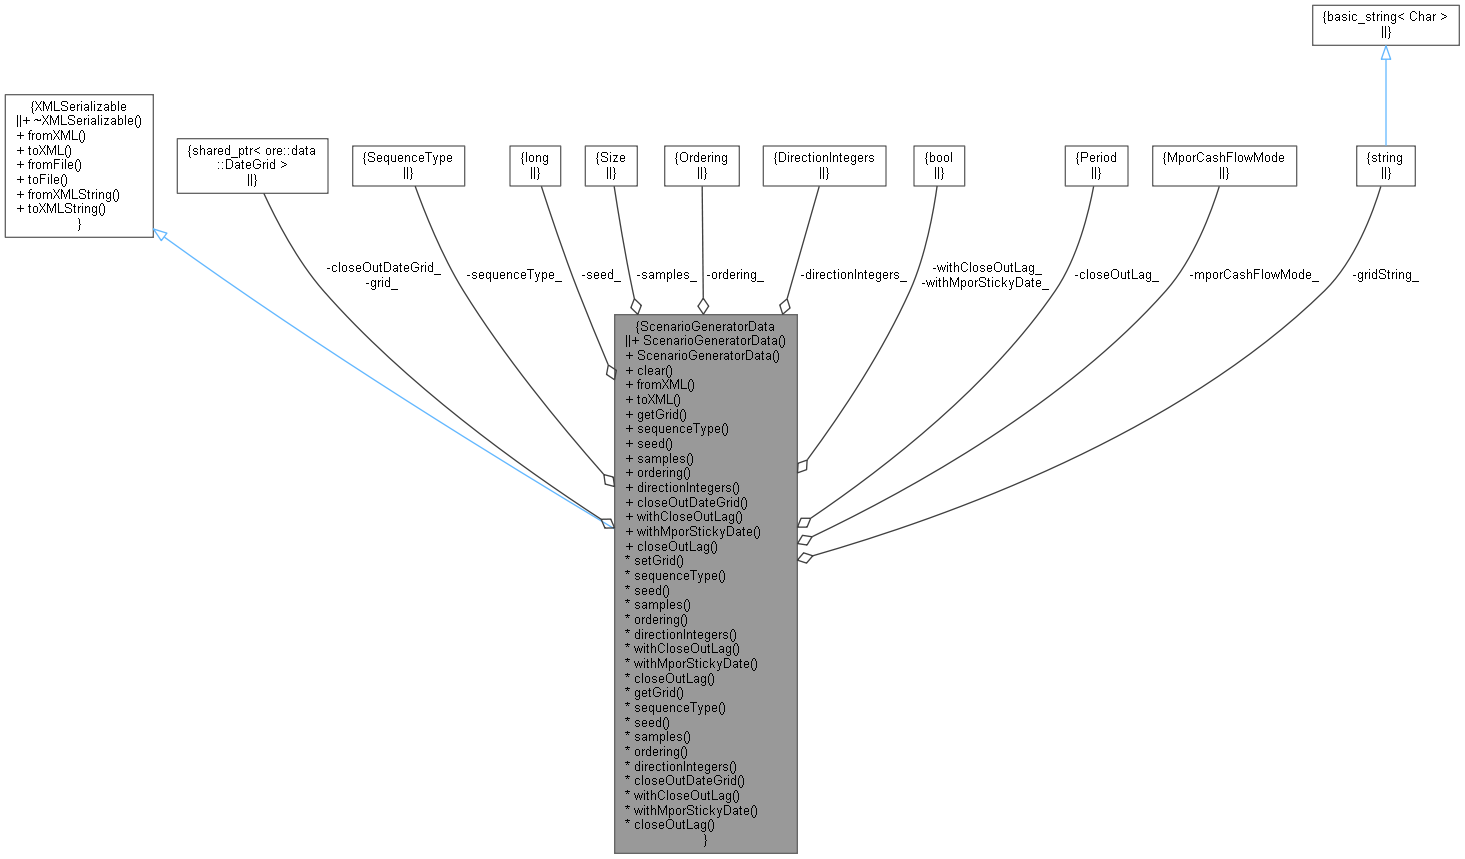 {basic_string< Char >
||}
{XMLSerializable
||+ ~XMLSerializable()
+ fromXML()
+ toXML()
+ fromFile()
+ toFile()
+ fromXMLString()
+ toXMLString()
}
{shared_ptr< ore::data
::DateGrid >
||}
{SequenceType
||}
{long
||}
{Size
||}
{Ordering
||}
{DirectionIntegers
||}
{bool
||}
{Period
||}
{MporCashFlowMode
||}
{string
||}
-closeOutDateGrid_
-grid_
-sequenceType_
-seed_
-samples_
-ordering_
-directionIntegers_
-withCloseOutLag_
-withMporStickyDate_
-closeOutLag_
-mporCashFlowMode_
-gridString_
{ScenarioGeneratorData
||+ ScenarioGeneratorData()
+ ScenarioGeneratorData()
+ clear()
+ fromXML()
+ toXML()
+ getGrid()
+ sequenceType()
+ seed()
+ samples()
+ ordering()
+ directionIntegers()
+ closeOutDateGrid()
+ withCloseOutLag()
+ withMporStickyDate()
+ closeOutLag()
* setGrid()
* sequenceType()
* seed()
* samples()
* ordering()
* directionIntegers()
* withCloseOutLag()
* withMporStickyDate()
* closeOutLag()
* getGrid()
* sequenceType()
* seed()
* samples()
* ordering()
* directionIntegers()
* closeOutDateGrid()
* withCloseOutLag()
* withMporStickyDate()
* closeOutLag()
}